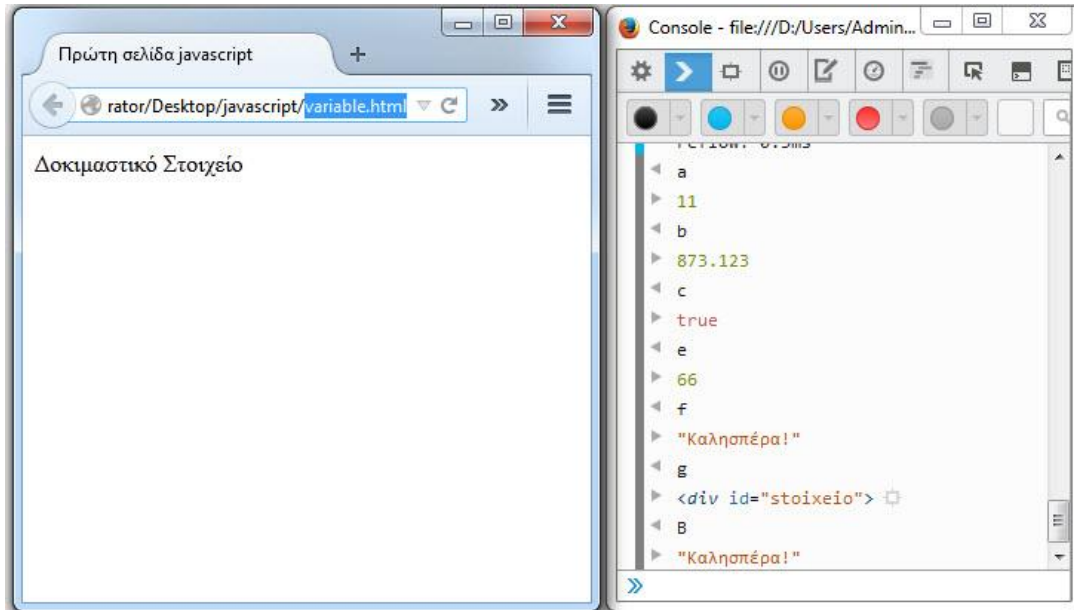 Πρώτη σελίδα javascript
rator/Desktop/javascript/variable.html
Δοκιμαστικό Στοιχείο
Console - file:///D:/Users/Admin...
a
11
b
873.123
c
true
e
66
f
"Καλησπέρα!"
g
<div id="stoixeio">
B
"Καλησπέρα!"